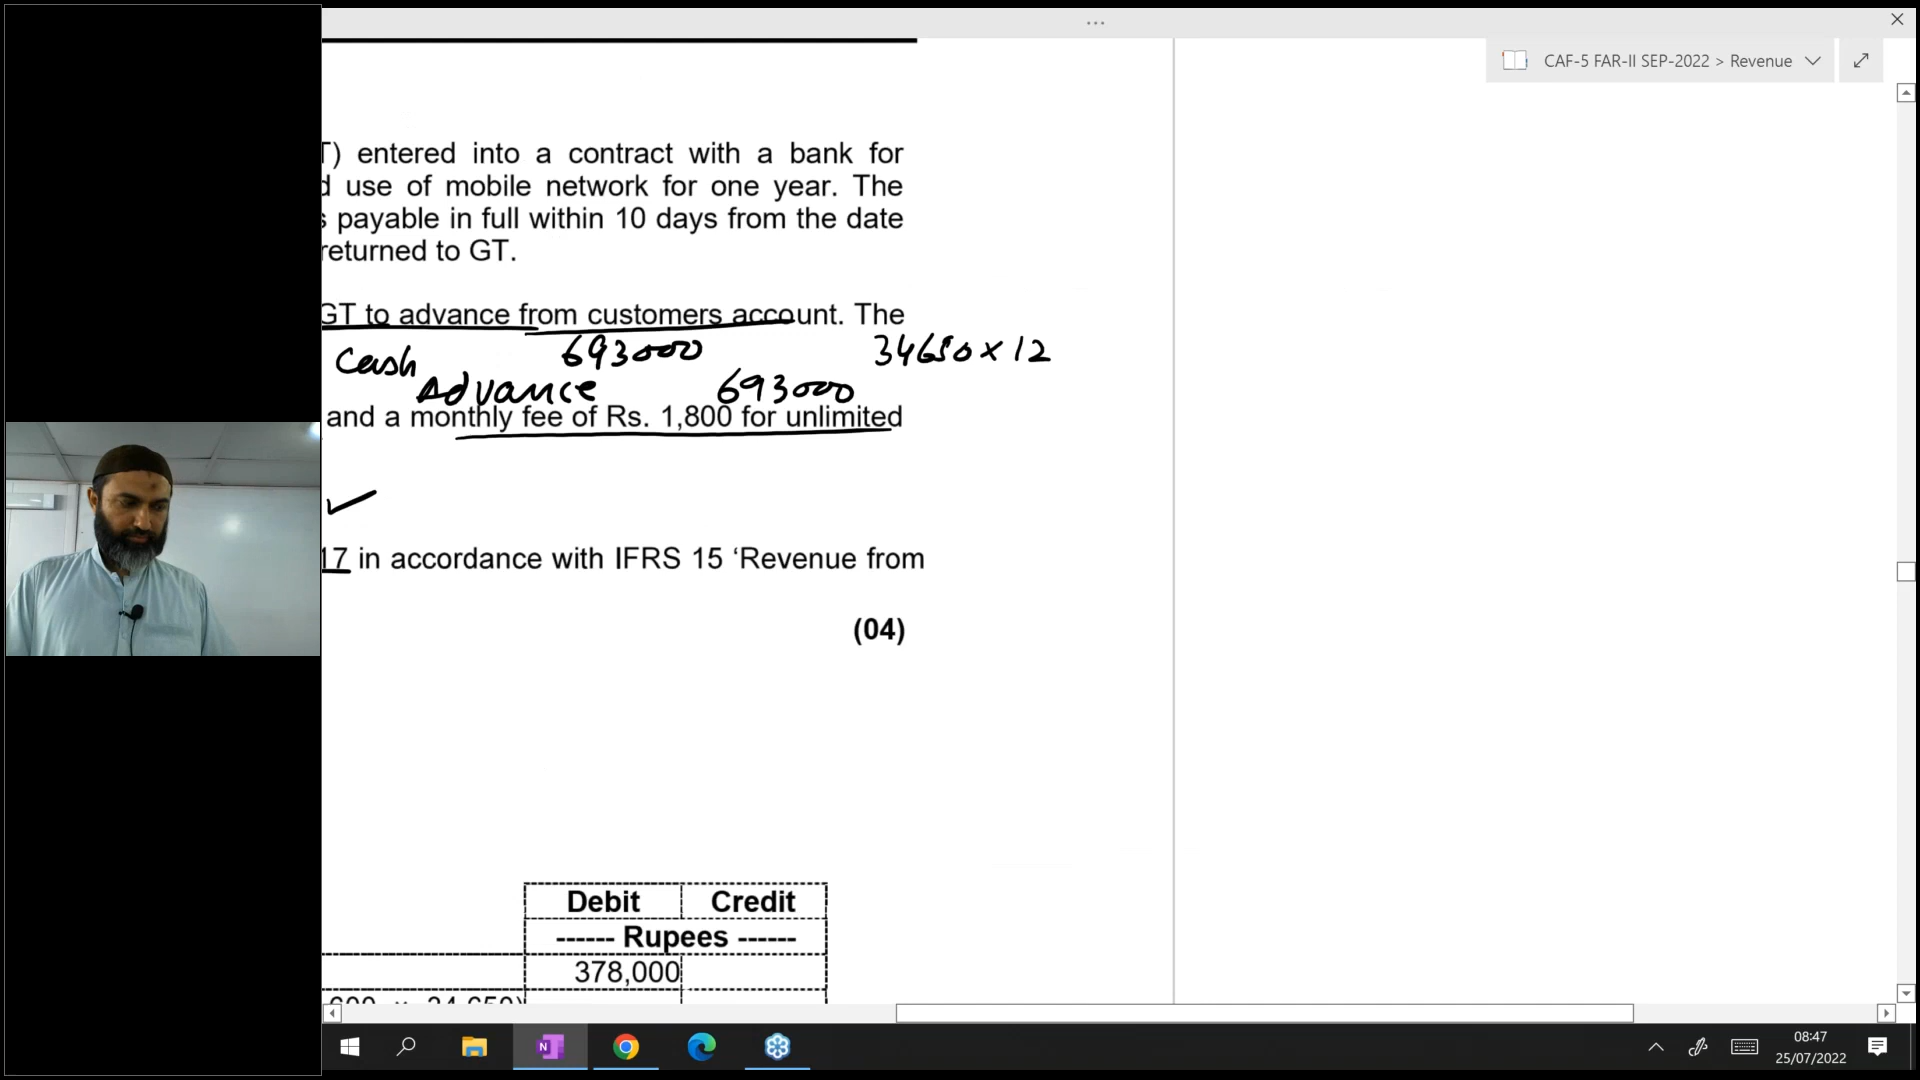 CAF-5 FAR-II SEP-2022 > Revenue
T) entered into a contract with a bank for
d use of mobile network for one year. The
s payable in full within 10 days from the date
returned to GT.
GT to advance from customers account. The
Cash 693000 34650 × 12
Advance 693000
and a monthly fee of Rs. 1,800 for unlimited
17 in accordance with IFRS 15 ‘Revenue from
(04)
Debit Credit
------ Rupees ------
378,000
600 × 34,650)
N
08:47
25/07/2022